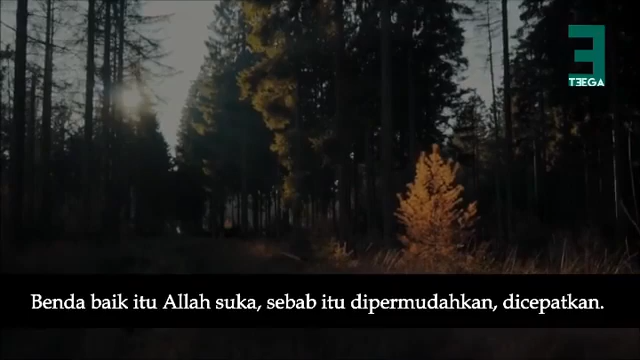 TEEGA
Benda baik itu Allah suka, sebab itu dipermudahkan, dicepatkan.